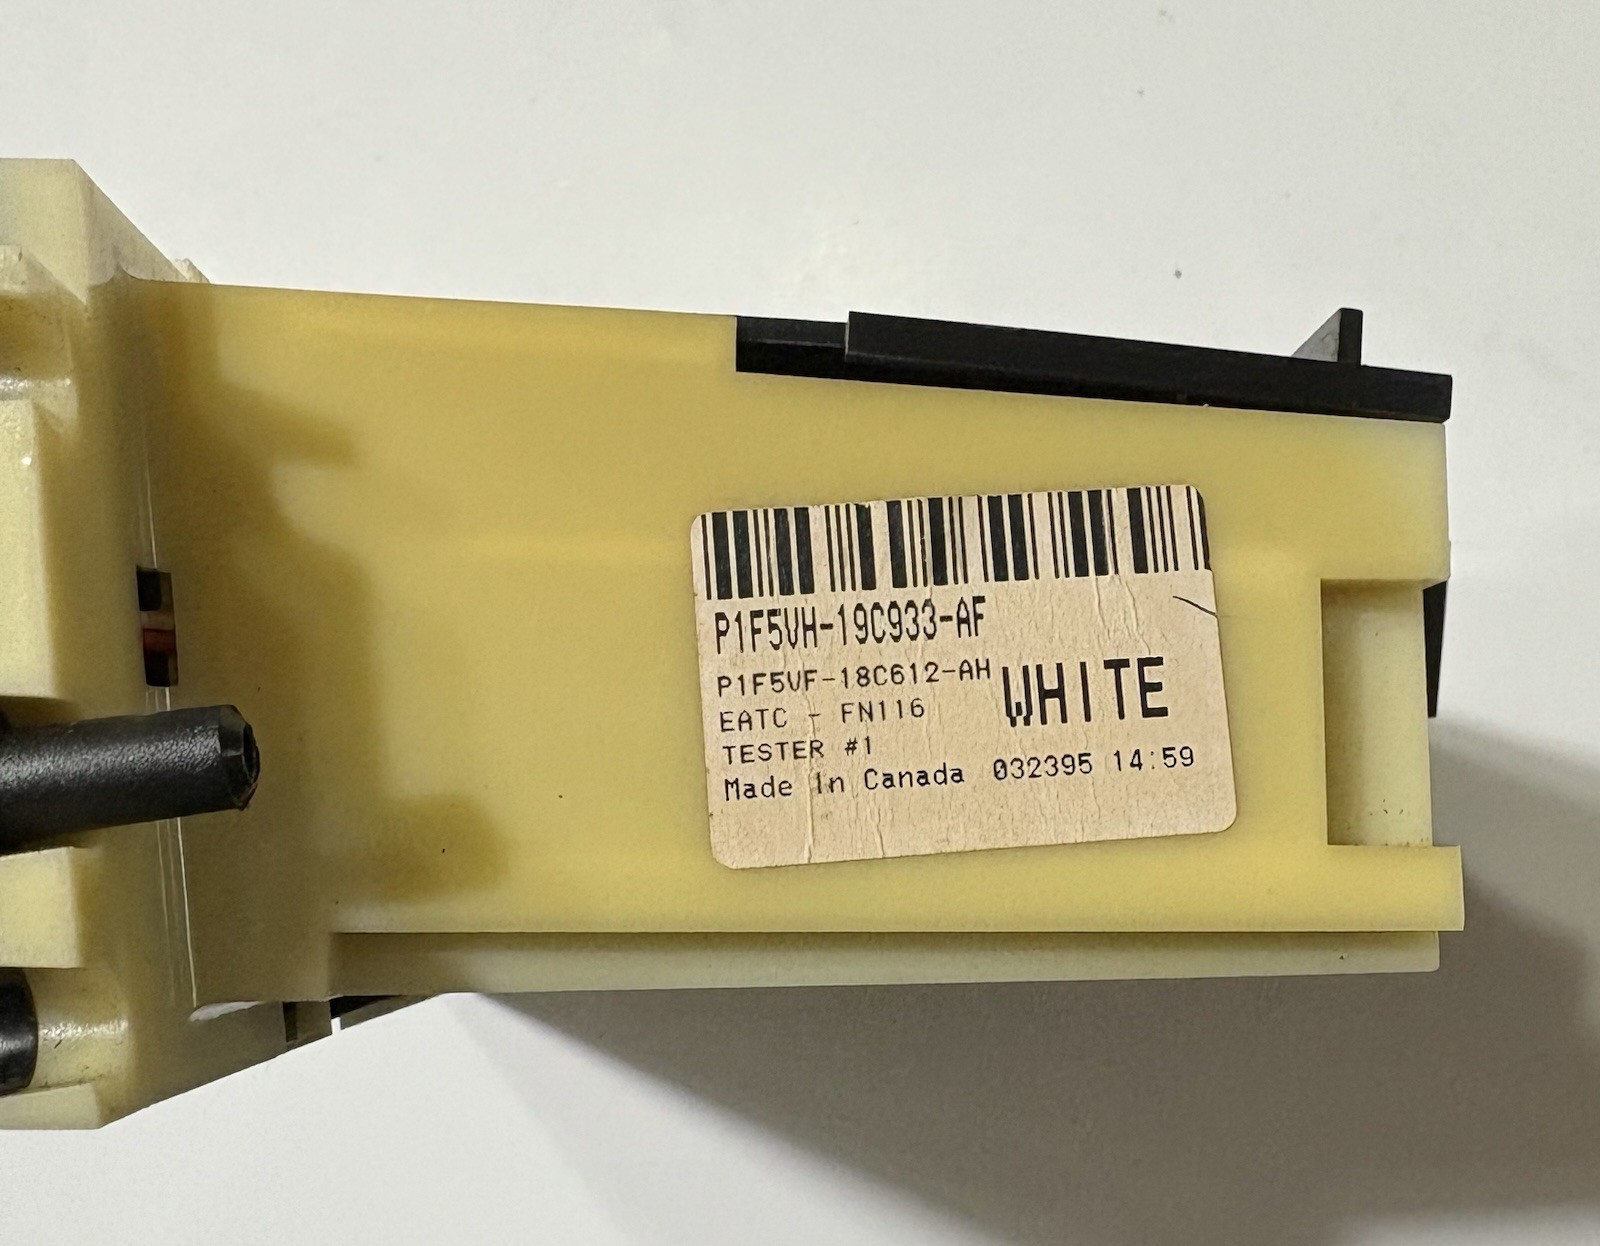 P1F5VH-19C933-AF
P1F5VF-18C612-AH
WHITE
EATC - FN116
TESTER #1
Made In Canada 032395 14:59